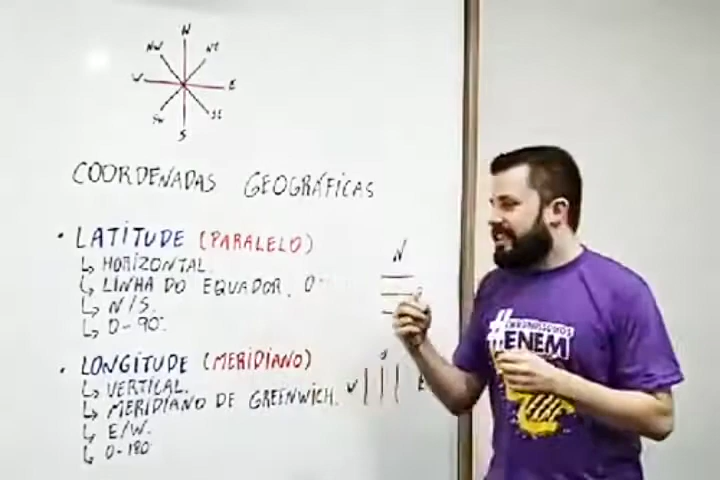 N
NW NE
W E
SW SE
S
COORDENADAS GEOGRÁFICAS
• LATITUDE (PARALELO)
↳ HORIZONTAL.
↳ LINHA DO EQUADOR. 0°
↳ N/S.
↳ 0-90°.
N
• LONGITUDE (MERIDIANO)
↳ VERTICAL.
↳ MERIDIANO DE GREENWICH.
↳ E/W.
↳ 0-180
W E
#
ENEM